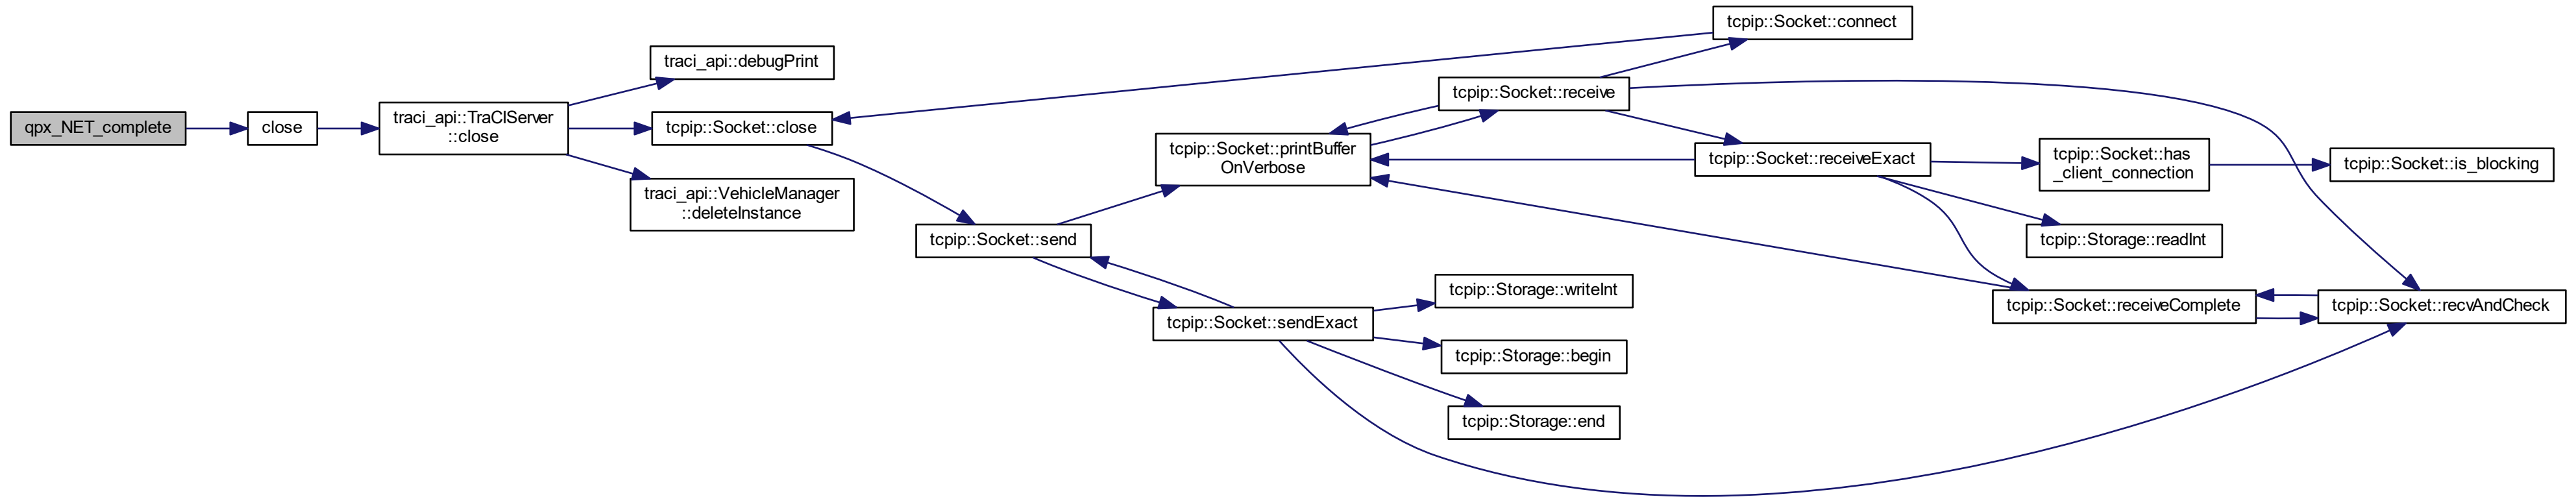 qpx_NET_complete
close
traci_api::TraCIServer
::close
traci_api::debugPrint
tcpip::Socket::close
traci_api::VehicleManager
::deleteInstance
tcpip::Socket::send
tcpip::Socket::printBuffer
OnVerbose
tcpip::Socket::sendExact
tcpip::Socket::receive
tcpip::Storage::writeInt
tcpip::Storage::begin
tcpip::Storage::end
tcpip::Socket::connect
tcpip::Socket::receiveExact
tcpip::Socket::has
_client_connection
tcpip::Storage::readInt
tcpip::Socket::receiveComplete
tcpip::Socket::is_blocking
tcpip::Socket::recvAndCheck